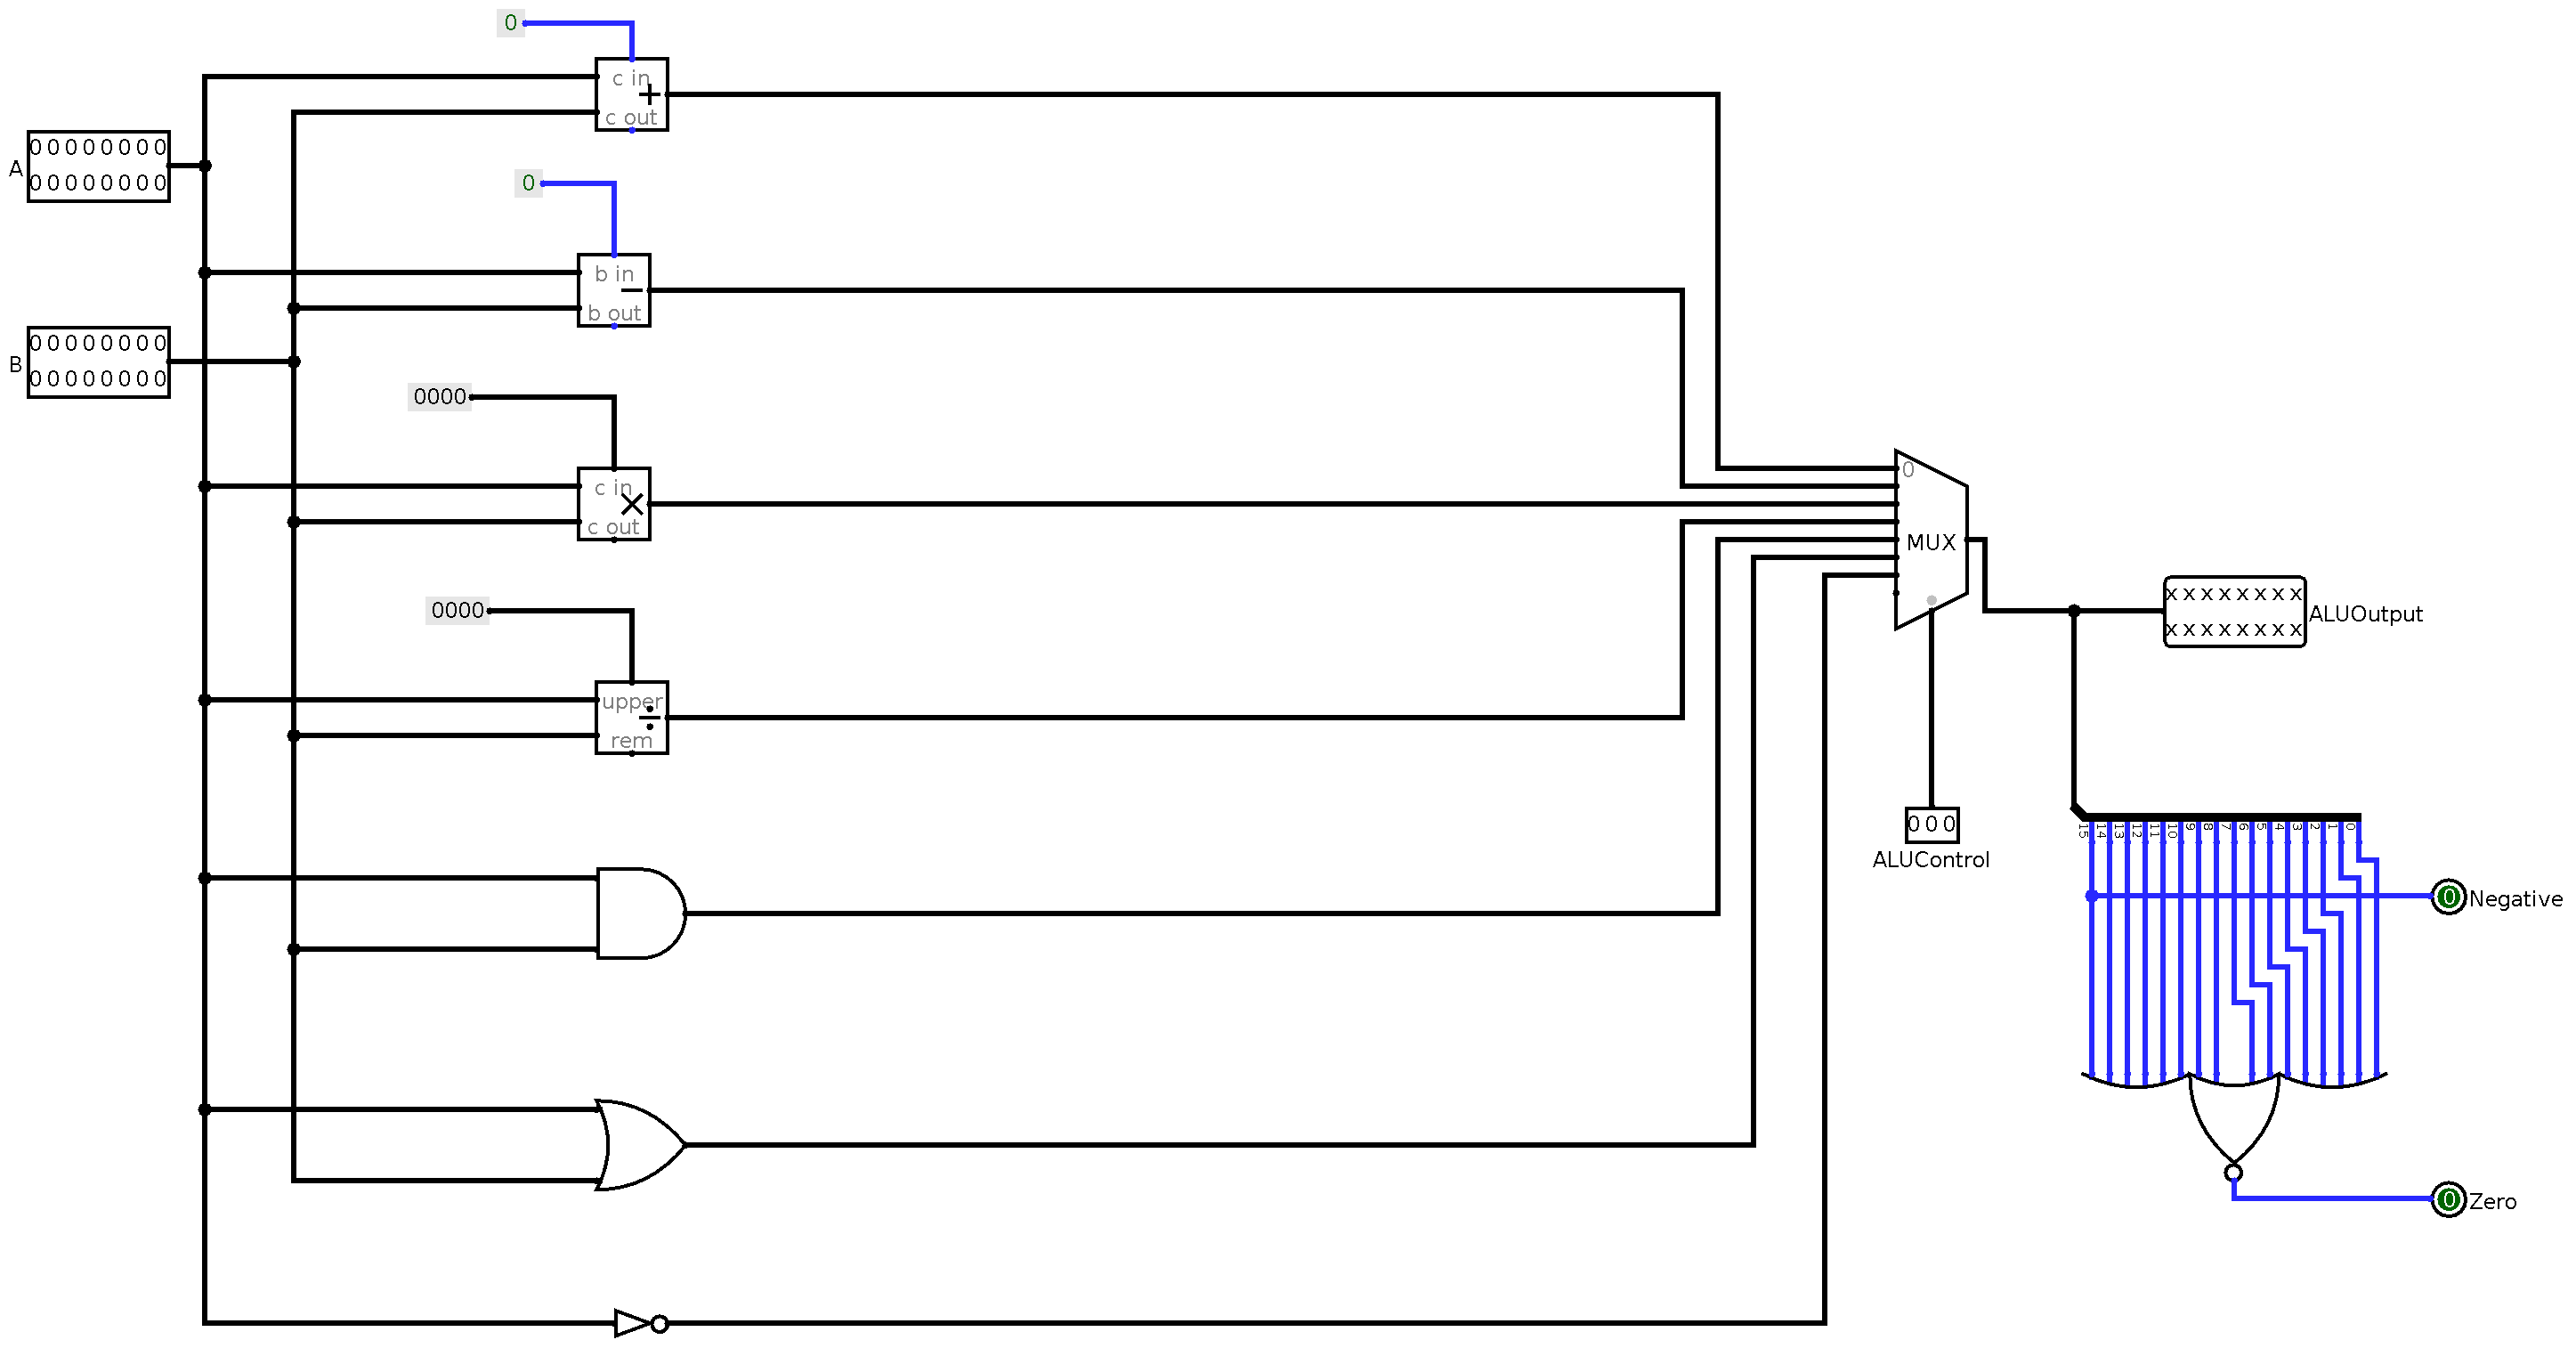 0
c in
+
c out
A
0 0 0 0 0 0 0 0
0 0 0 0 0 0 0 0
0
b in
−
b out
B
0 0 0 0 0 0 0 0
0 0 0 0 0 0 0 0
0000
c in
×
c out
0
MUX
0000
upper
÷
rem
x x x x x x x x
x x x x x x x x
ALUOutput
0 0 0
ALUControl
15 14 13 12 11 10 9 8 7 6 5 4 3 2 1 0
0 Negative
0 Zero